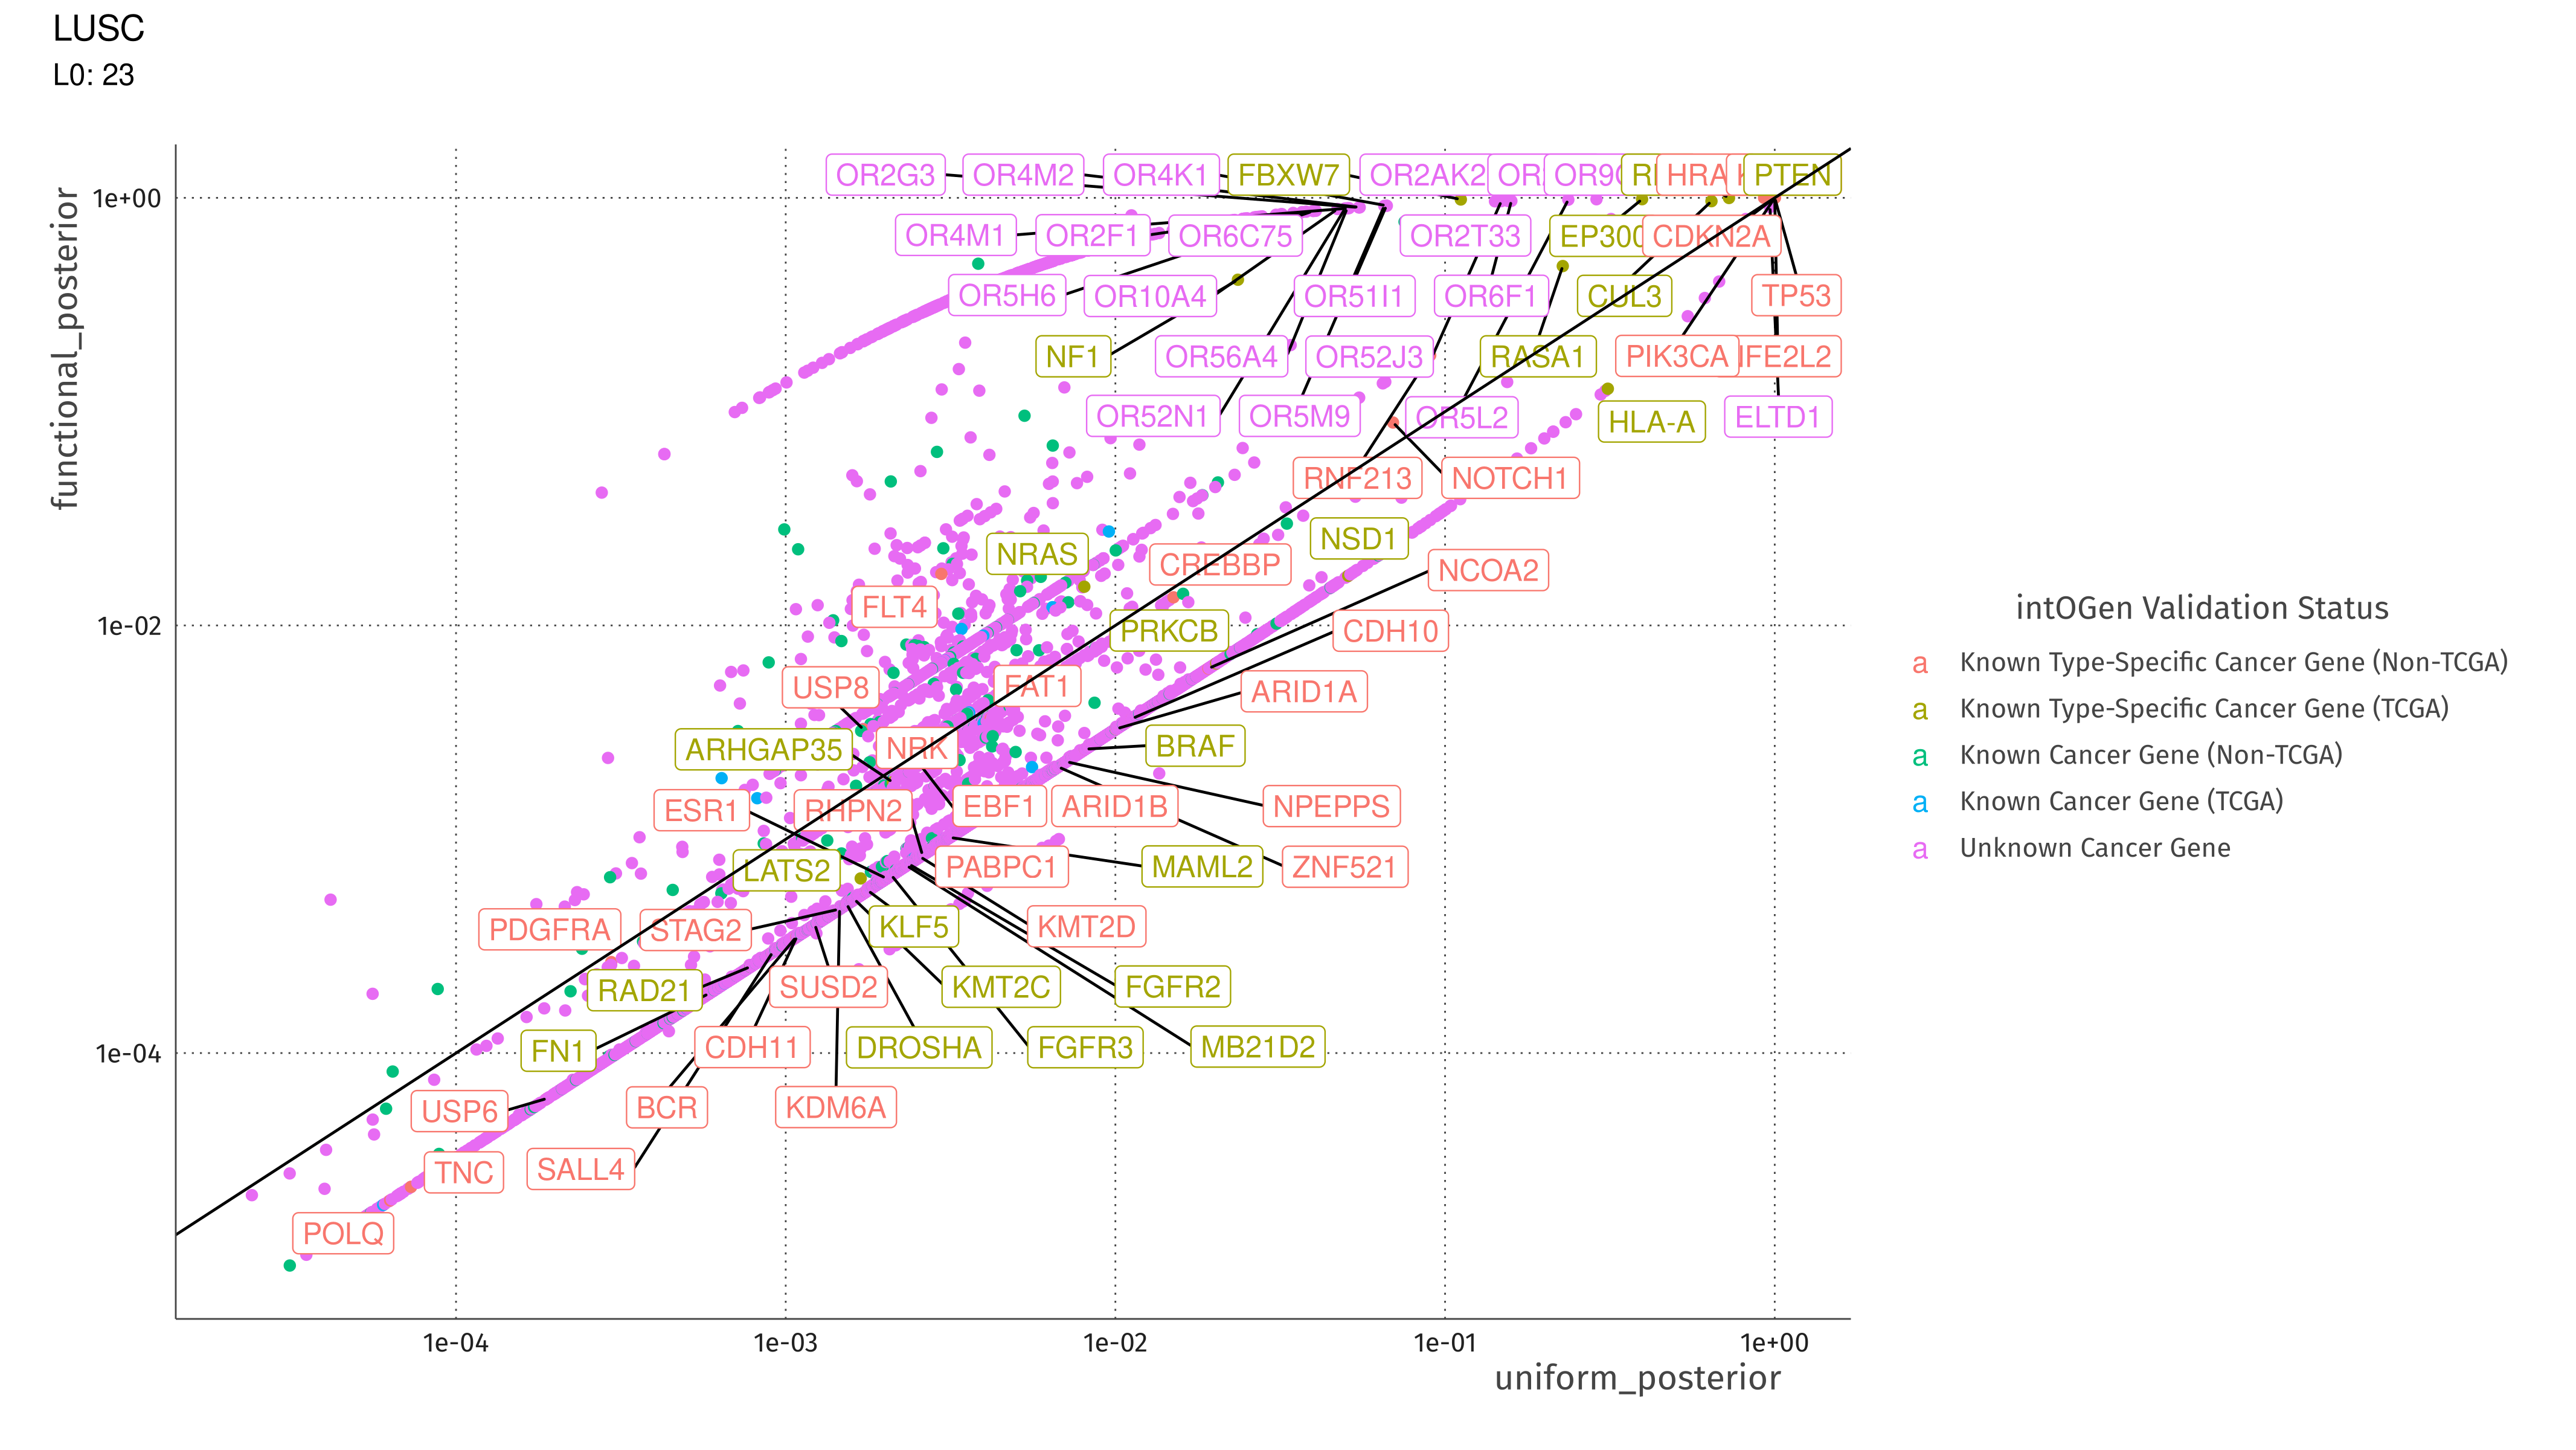 LUSC
L0: 23
functional_posterior
1e+00
1e-02
1e-04
OR2G3 OR4M2 OR4K1 FBXW7 OR2AK2 PTEN
OR4M1 OR2F1 OR6C75 OR2T33 EP300 CDKN2A
OR5H6 OR10A4 OR51I1 OR6F1 CUL3 TP53
NF1 OR56A4 OR52J3 RASA1 PIK3CA
OR52N1 OR5M9 OR5L2 HLA-A ELTD1
RNF213 NOTCH1
NSD1
NRAS CREBBP NCOA2
FLT4 PRKCB CDH10
USP8 FAT1 ARID1A
ARHGAP35 NRK BRAF
ESR1 RHPN2 EBF1 ARID1B NPEPPS
LATS2 PABPC1 MAML2 ZNF521
PDGFRA STAG2 KLF5 KMT2D
RAD21 SUSD2 KMT2C FGFR2
FN1 CDH11 DROSHA FGFR3 MB21D2
USP6 BCR KDM6A
TNC SALL4
POLQ
1e-04 1e-03 1e-02 1e-01 1e+00
uniform_posterior
intOGen Validation Status
a Known Type-Specific Cancer Gene (Non-TCGA)
a Known Type-Specific Cancer Gene (TCGA)
a Known Cancer Gene (Non-TCGA)
a Known Cancer Gene (TCGA)
a Unknown Cancer Gene